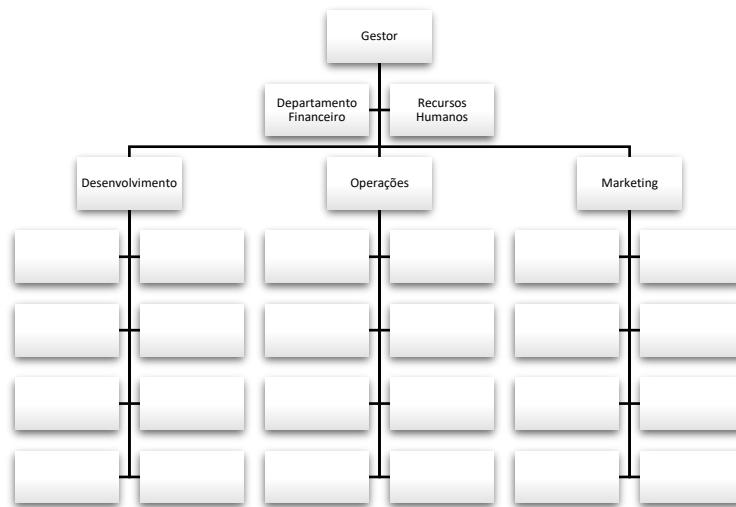 Gestor
Departamento
Financeiro
Recursos
Humanos
Desenvolvimento
Operações
Marketing